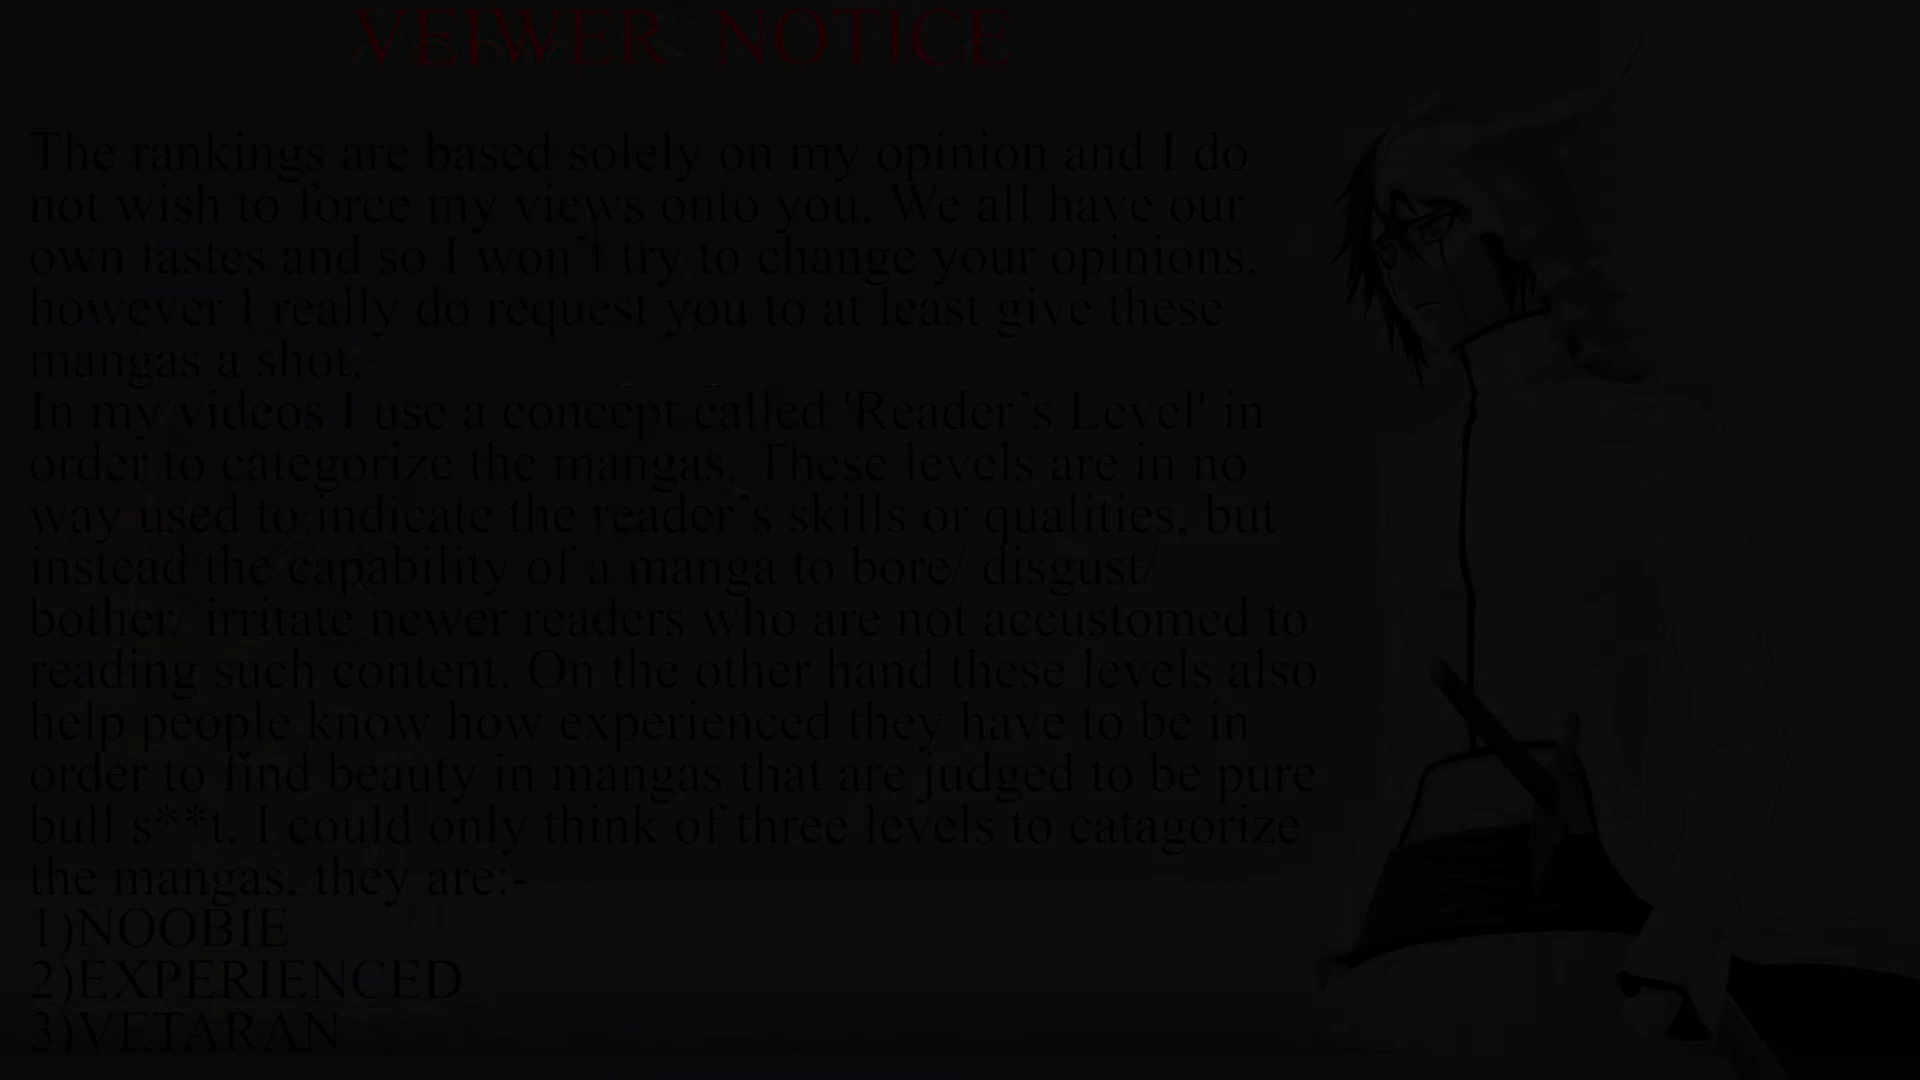 VEIWER NOTICE
The rankings are based solely on my opinion and I do
not wish to force my views onto you. We all have our
own tastes and so I won't try to change your opinions,
however I really do request you to at least give these
mangas a shot.
In my videos I use a concept called 'Reader's Level' in
order to categorize the mangas. These levels are in no
way used to indicate the reader's skills or qualities, but
instead the capability of a manga to bore/ disgust/
bother/ irritate newer readers who are not accustomed to
reading such content. On the other hand these levels also
help people know how experienced they have to be in
order to find beauty in mangas that are judged to be pure
bull s**t. I could only think of three levels to catagorize
the mangas, they are:-
1)NOOBIE
2)EXPERIENCED
3)VETARAN